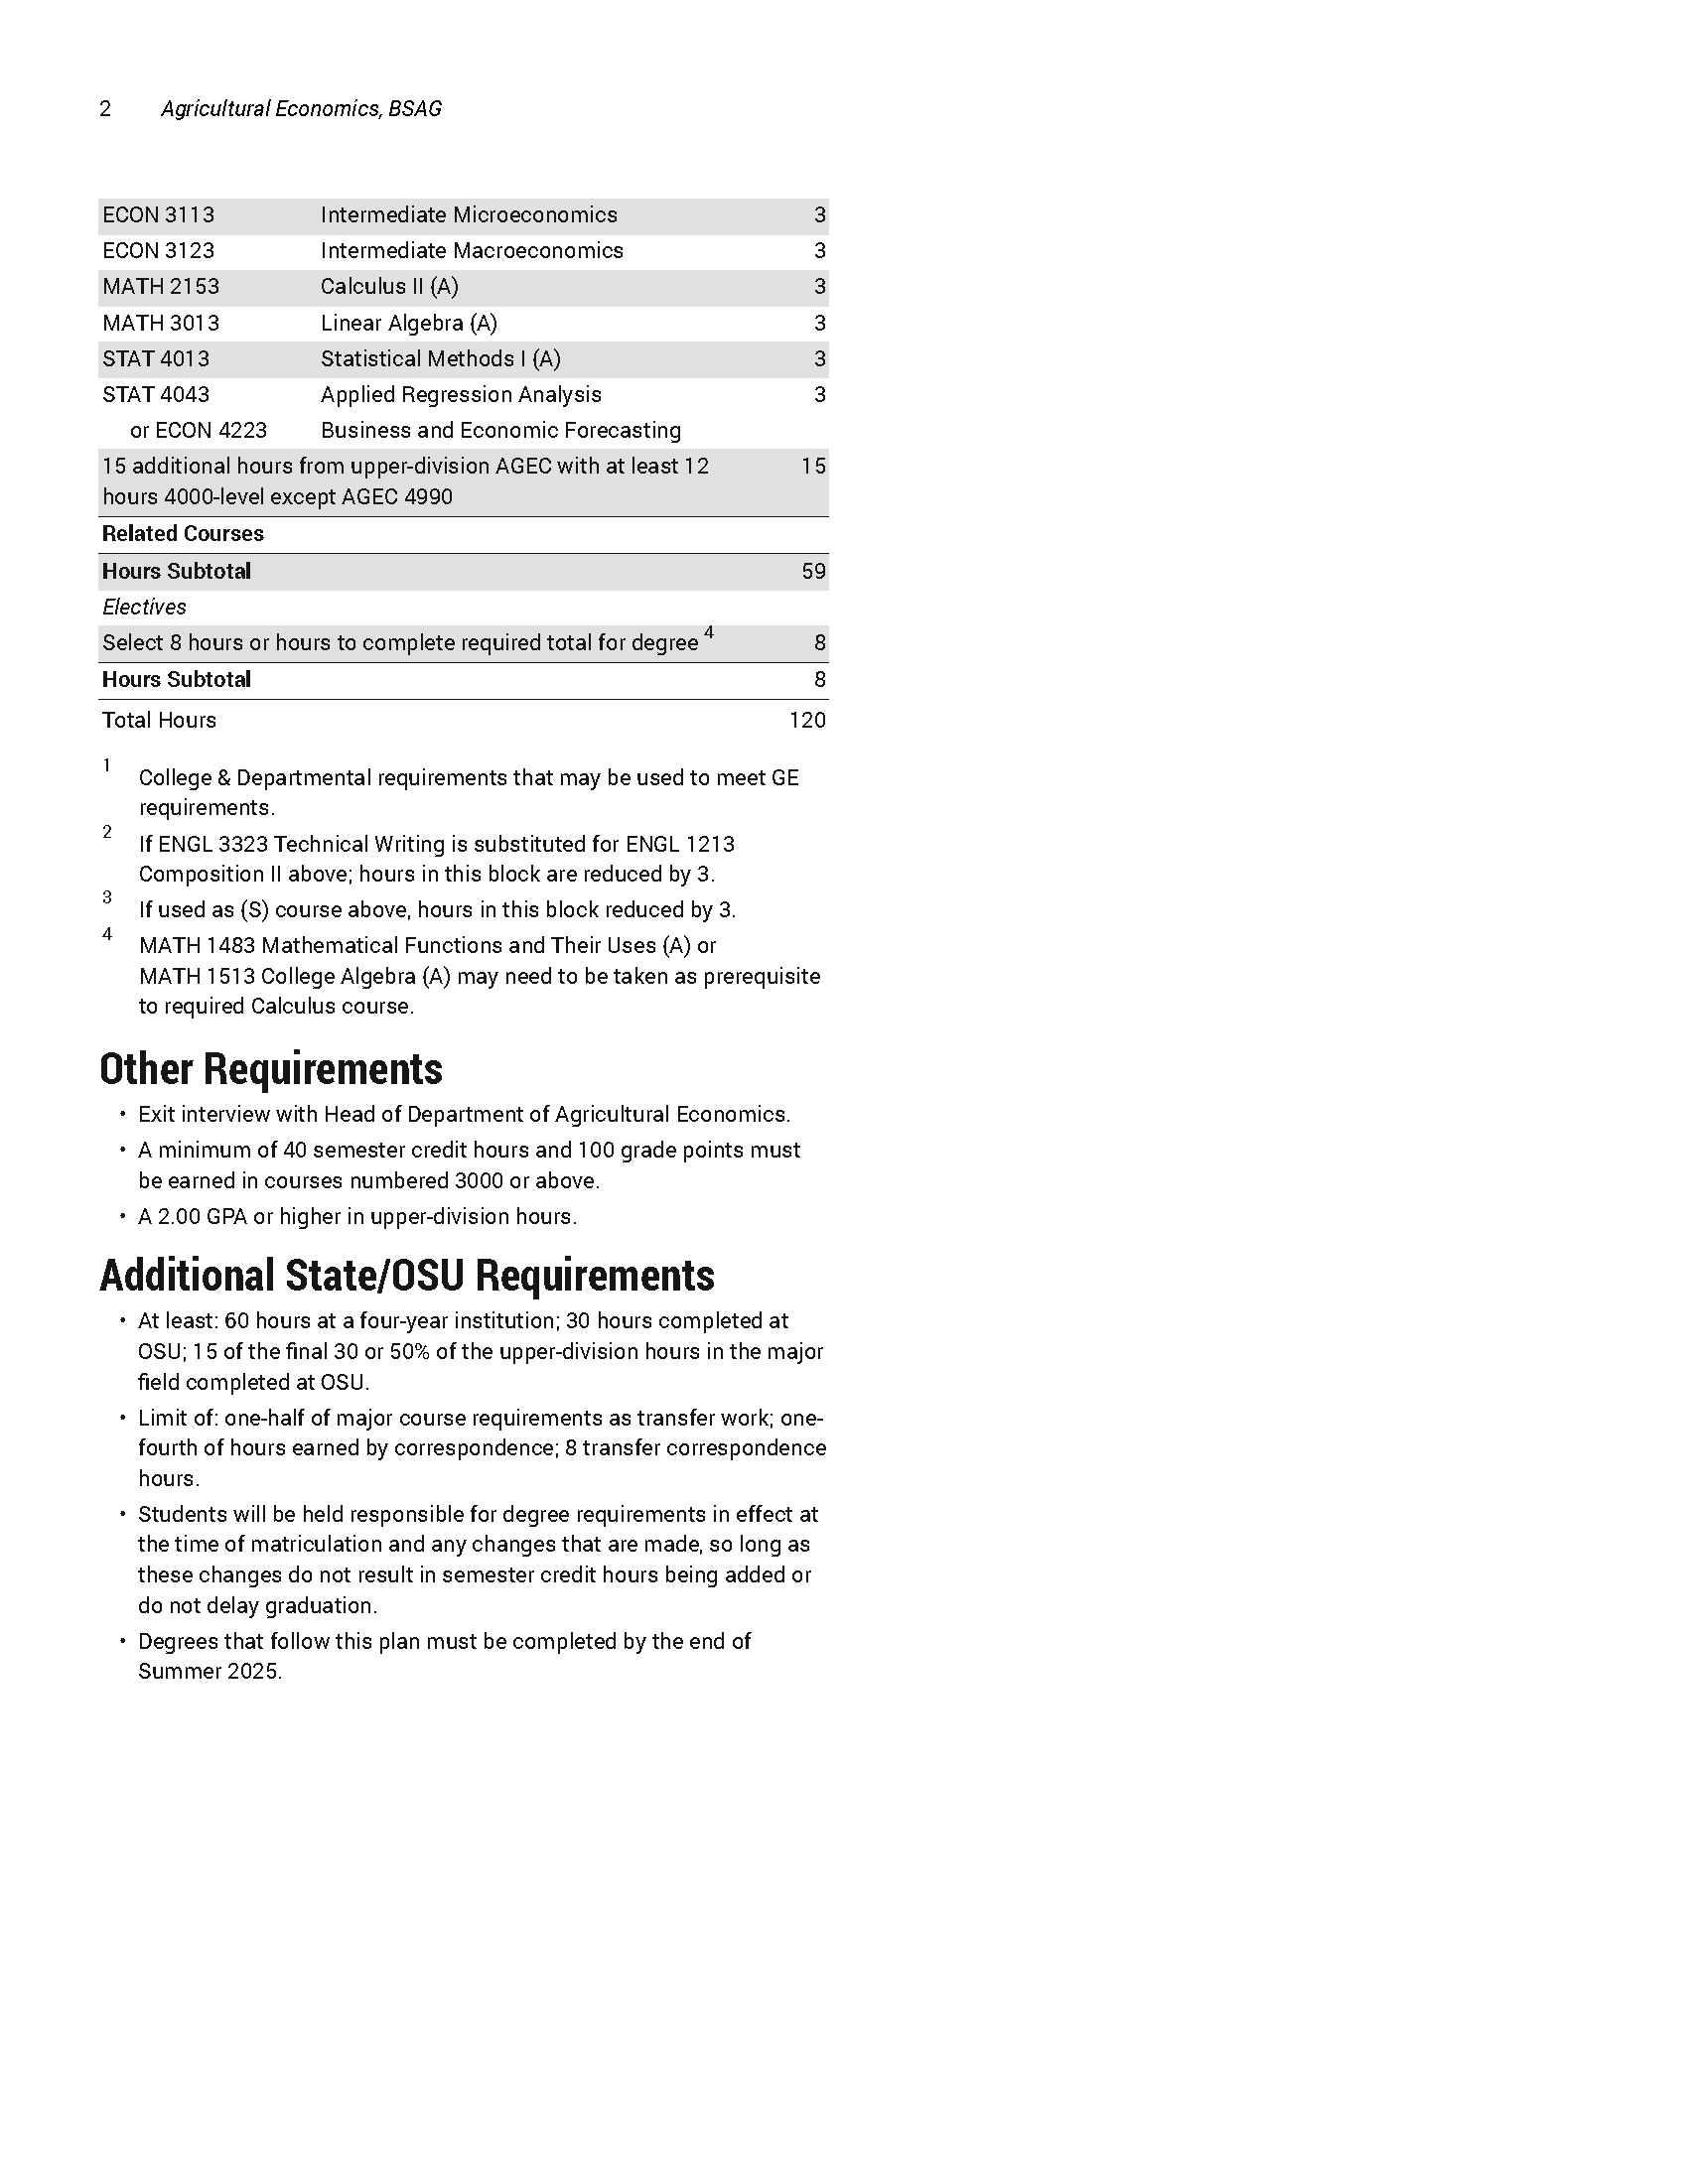 2 Agricultural Economics, BSAG
ECON 3113 Intermediate Microeconomics 3
ECON 3123 Intermediate Macroeconomics 3
MATH 2153 Calculus II (A) 3
MATH 3013 Linear Algebra (A) 3
STAT 4013 Statistical Methods I (A) 3
STAT 4043 Applied Regression Analysis 3
or ECON 4223 Business and Economic Forecasting
15 additional hours from upper-division AGEC with at least 12 15
hours 4000-level except AGEC 4990
Related Courses
Hours Subtotal 59
Electives
Select 8 hours or hours to complete required total for degree 4 8
Hours Subtotal 8
Total Hours 120
1 College & Departmental requirements that may be used to meet GE
requirements.
2 If ENGL 3323 Technical Writing is substituted for ENGL 1213
Composition II above; hours in this block are reduced by 3.
3 If used as (S) course above, hours in this block reduced by 3.
4 MATH 1483 Mathematical Functions and Their Uses (A) or
MATH 1513 College Algebra (A) may need to be taken as prerequisite
to required Calculus course.
Other Requirements
• Exit interview with Head of Department of Agricultural Economics.
• A minimum of 40 semester credit hours and 100 grade points must
be earned in courses numbered 3000 or above.
• A 2.00 GPA or higher in upper-division hours.
Additional State/OSU Requirements
• At least: 60 hours at a four-year institution; 30 hours completed at
OSU; 15 of the final 30 or 50% of the upper-division hours in the major
field completed at OSU.
• Limit of: one-half of major course requirements as transfer work; one-
fourth of hours earned by correspondence; 8 transfer correspondence
hours.
• Students will be held responsible for degree requirements in effect at
the time of matriculation and any changes that are made, so long as
these changes do not result in semester credit hours being added or
do not delay graduation.
• Degrees that follow this plan must be completed by the end of
Summer 2025.